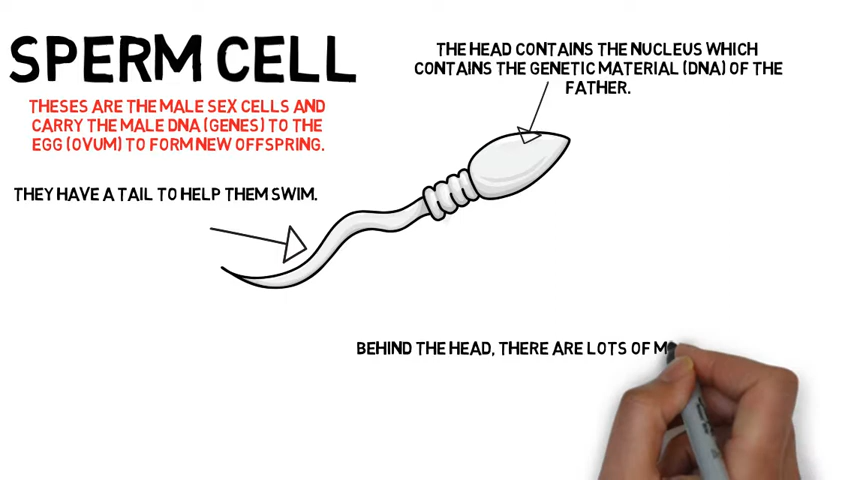 SPERM CELL
THESES ARE THE MALE SEX CELLS AND
CARRY THE MALE DNA (GENES) TO THE
EGG (OVUM) TO FORM NEW OFFSPRING.
THEY HAVE A TAIL TO HELP THEM SWIM.
THE HEAD CONTAINS THE NUCLEUS WHICH
CONTAINS THE GENETIC MATERIAL (DNA) OF THE
FATHER.
BEHIND THE HEAD, THERE ARE LOTS OF M